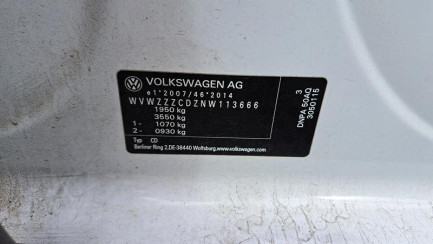 VOLKSWAGEN AG
e1*2007/46*2014
WVWZZZCDZNW113666
1950 kg
3550 kg
1- 1070 kg
2- 0930 kg
Typ CD
Berliner Ring 2,DE-38440 Wolfsburg,www.volkswagen.com
3
DNPA 50AQ
3050115